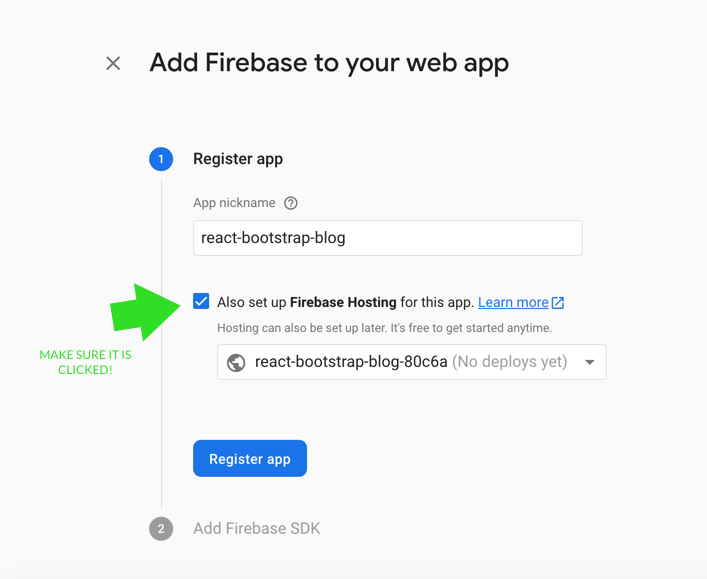 Add Firebase to your web app
1
Register app
App nickname
react-bootstrap-blog
Also set up Firebase Hosting for this app. Learn more
Hosting can also be set up later. It's free to get started anytime.
MAKE SURE IT IS
CLICKED!
react-bootstrap-blog-80c6a (No deploys yet)
Register app
2
Add Firebase SDK